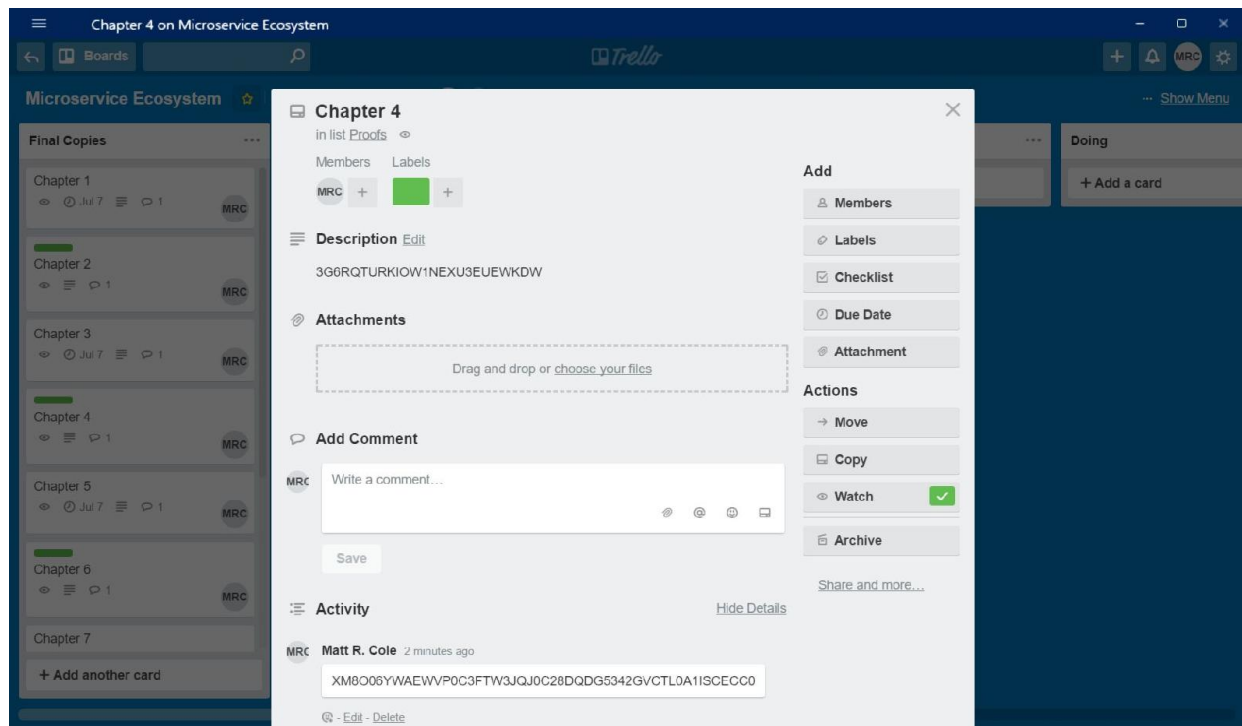 Chapter 4 on Microservice Ecosystem
Boards
Trello
MRC
Microservice Ecosystem
... Show Menu
Final Copies
Chapter 1
Jul 7 1
MRC
Chapter 2
1
MRC
Chapter 3
Jul 7 1
MRC
Chapter 4
1
MRC
Chapter 5
Jul 7 1
MRC
Chapter 6
1
MRC
Chapter 7
+ Add another card
Chapter 4
in list Proofs
Members Labels
MRC + +
Description Edit
3G6RQTURKIOW1NEXU3EUEWKDW
Attachments
Drag and drop or choose your files
Add Comment
MRC
Write a comment...
Save
Activity Hide Details
MRC Matt R. Cole 2 minutes ago
XM8O06YWAEWVP0C3FTW3JQJ0C28DQDG5342GVCTL0A1ISCECC0
- Edit - Delete
Add
Members
Labels
Checklist
Due Date
Attachment
Actions
Move
Copy
Watch
Archive
Share and more...
Doing
+ Add a card